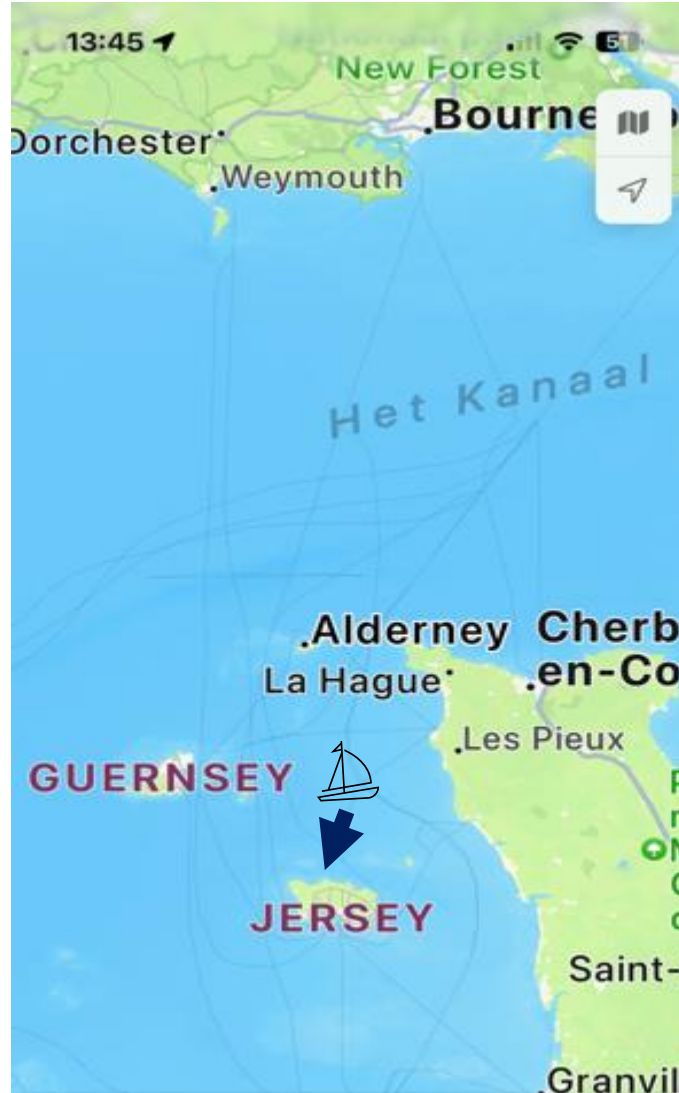 13:45
New Forest
Bourne
Dorchester
Weymouth
Het Kanaal
Alderney
Cherb
La Hague
.en-Co
Les Pieux
GUERNSEY
JERSEY
Saint-
Granvil